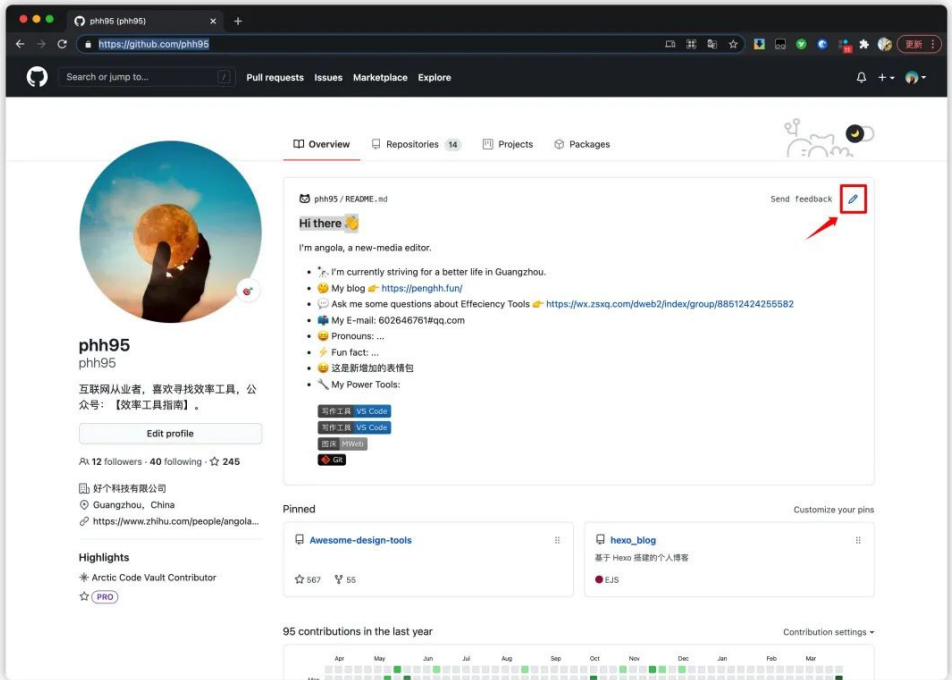 phh95 (phh95)
https://github.com/phh95
更新
Search or jump to...
/
Pull requests Issues Marketplace Explore
Overview Repositories 14 Projects Packages
phh95 / README.md
Send feedback
Hi there 👋
I'm angola, a new-media editor.
I'm currently striving for a better life in Guangzhou.
My blog 👉 https://penghh.fun/
Ask me some questions about Effeciency Tools 👉 https://wx.zsxq.com/dweb2/index/group/88512424255582
My E-mail: 602646761#qq.com
Pronouns: ...
Fun fact: ...
这是新增加的表情包
My Power Tools:
写作工具 VS Code
写作工具 VS Code
图床 MWeb
Git
phh95
phh95
互联网从业者，喜欢寻找效率工具，公
众号：【效率工具指南】。
Edit profile
12 followers · 40 following · 245
好个科技有限公司
Guangzhou，China
https://www.zhihu.com/people/angola...
Highlights
Arctic Code Vault Contributor
PRO
Pinned
Customize your pins
Awesome-design-tools
567 55
hexo_blog
基于 Hexo 搭建的个人博客
EJS
95 contributions in the last year
Contribution settings
Apr May Jun Jul Aug Sep Oct Nov Dec Jan Feb Mar